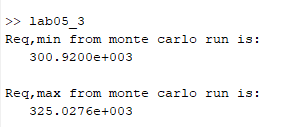 >> lab05_3
Req,min from monte carlo run is:
300.9200e+003
Req,max from monte carlo run is:
325.0276e+003